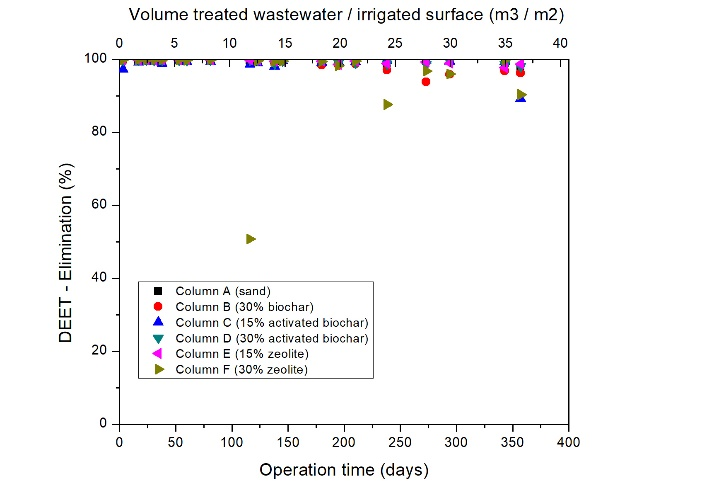 Volume treated wastewater / irrigated surface (m3 / m2)
0 5 10 15 20 25 30 35 40
100
80
60
40
20
0
DEET - Elimination (%)
Column A (sand)
Column B (30% biochar)
Column C (15% activated biochar)
Column D (30% activated biochar)
Column E (15% zeolite)
Column F (30% zeolite)
0 50 100 150 200 250 300 350 400
Operation time (days)